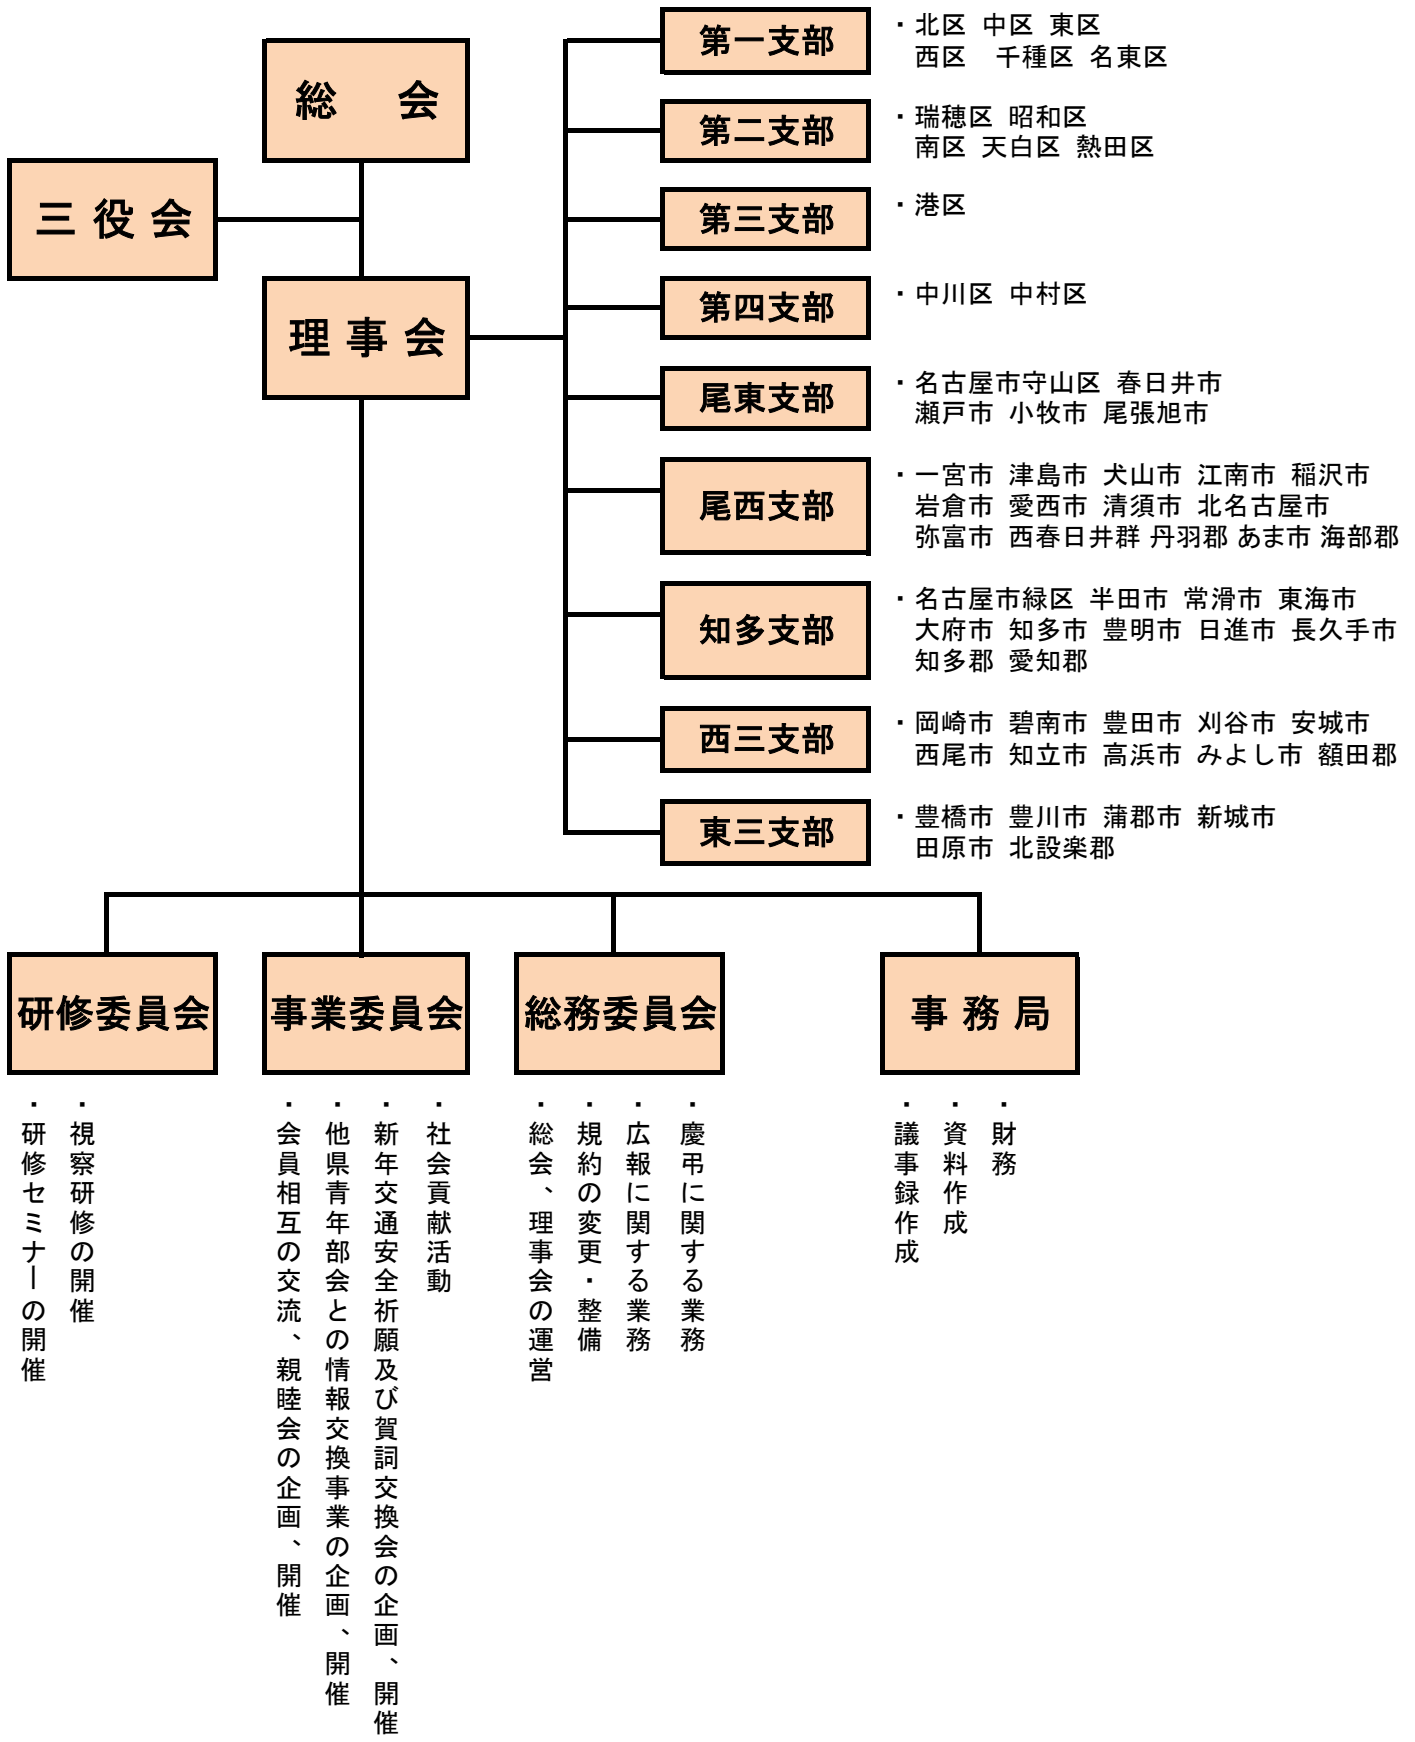 総　会
三 役 会
理 事 会
第一支部
・北区 中区 東区
西区　千種区 名東区
第二支部
・瑞穂区 昭和区
南区 天白区 熱田区
第三支部
・港区
第四支部
・中川区 中村区
尾東支部
・名古屋市守山区 春日井市
瀬戸市 小牧市 尾張旭市
尾西支部
・一宮市 津島市 犬山市 江南市 稲沢市
岩倉市 愛西市 清須市 北名古屋市
弥富市 西春日井群 丹羽郡 あま市 海部郡
知多支部
・名古屋市緑区 半田市 常滑市 東海市
大府市 知多市 豊明市 日進市 長久手市
知多郡 愛知郡
西三支部
・岡崎市 碧南市 豊田市 刈谷市 安城市
西尾市 知立市 高浜市 みよし市 額田郡
東三支部
・豊橋市 豊川市 蒲郡市 新城市
田原市 北設楽郡
研修委員会
・研修セミナーの開催
・視察研修の開催
事業委員会
・会員相互の交流、親睦会の企画、開催
・他県青年部会との情報交換事業の企画、開催
・新年交通安全祈願及び賀詞交換会の企画、開催
・社会貢献活動
総務委員会
・総会、理事会の運営
・規約の変更・整備
・広報に関する業務
・慶弔に関する業務
事 務 局
・議事録作成
・資料作成
・財務